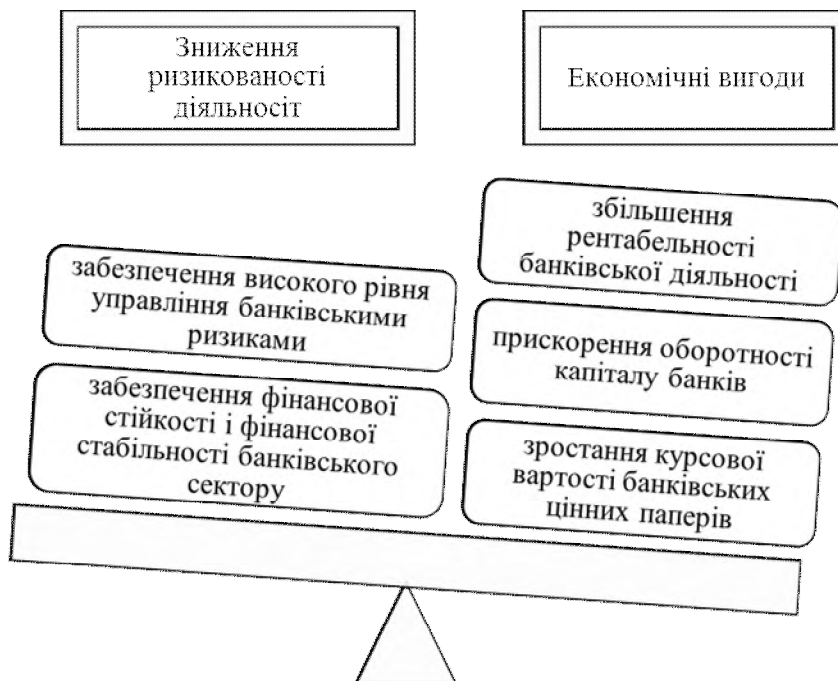 Зниження
ризикованості
діяльносіт
Економічні вигоди
забезпечення високого рівня
управління банківськими
ризиками
забезпечення фінансової
стійкості і фінансової
стабільності банківського
сектору
збільшення
рентабельності
банківської діяльності
прискорення оборотності
капіталу банків
зростання курсової
вартості банківських
цінних паперів